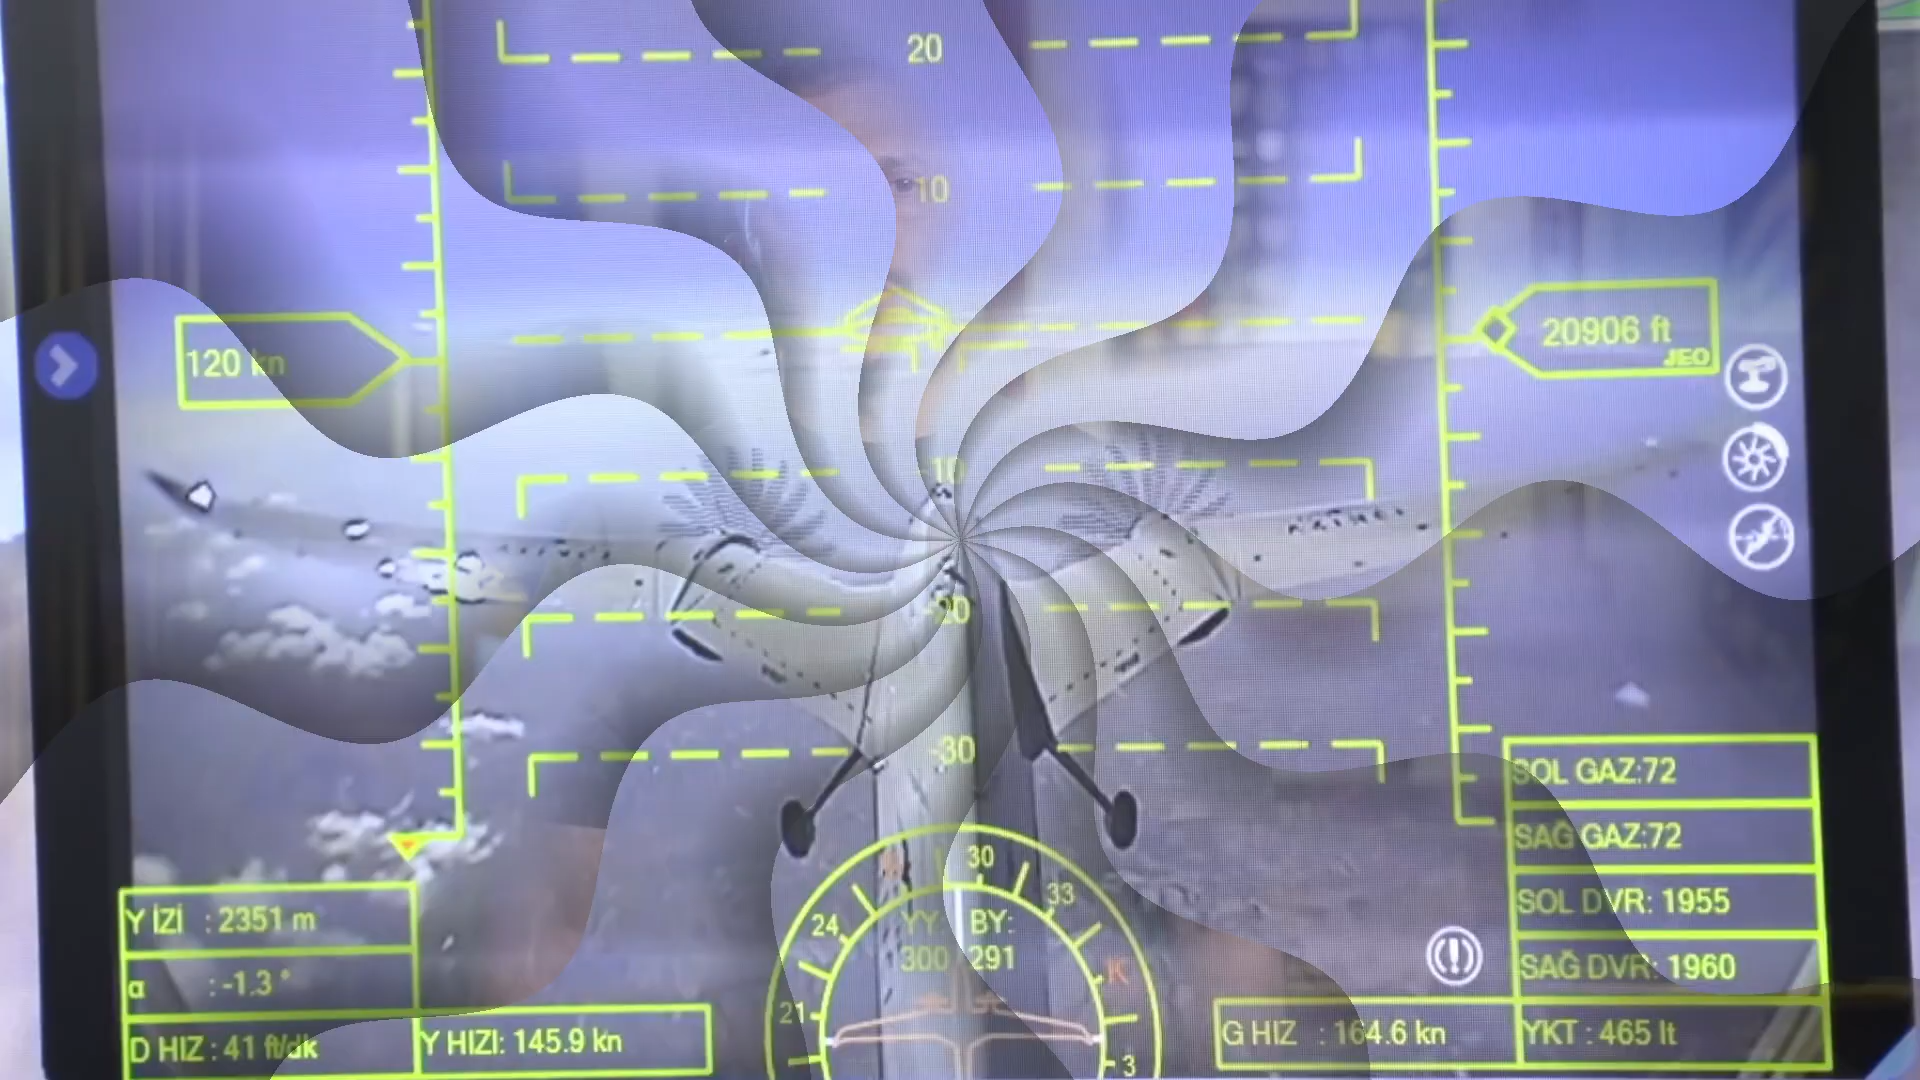 20
10
120 kn
20906 ft
JEO
10
-20
-30
SOL GAZ:72
SAĞ GAZ:72
SOL DVR: 1955
SAĞ DVR: 1960
30
33
24
YY: BY:
300 291
K
21
3
Y İZİ : 2351 m
α : -1.3 °
D HIZ : 41 ft/dk
Y HIZI: 145.9 kn
G HIZ : 164.6 kn
YKT : 465 lt